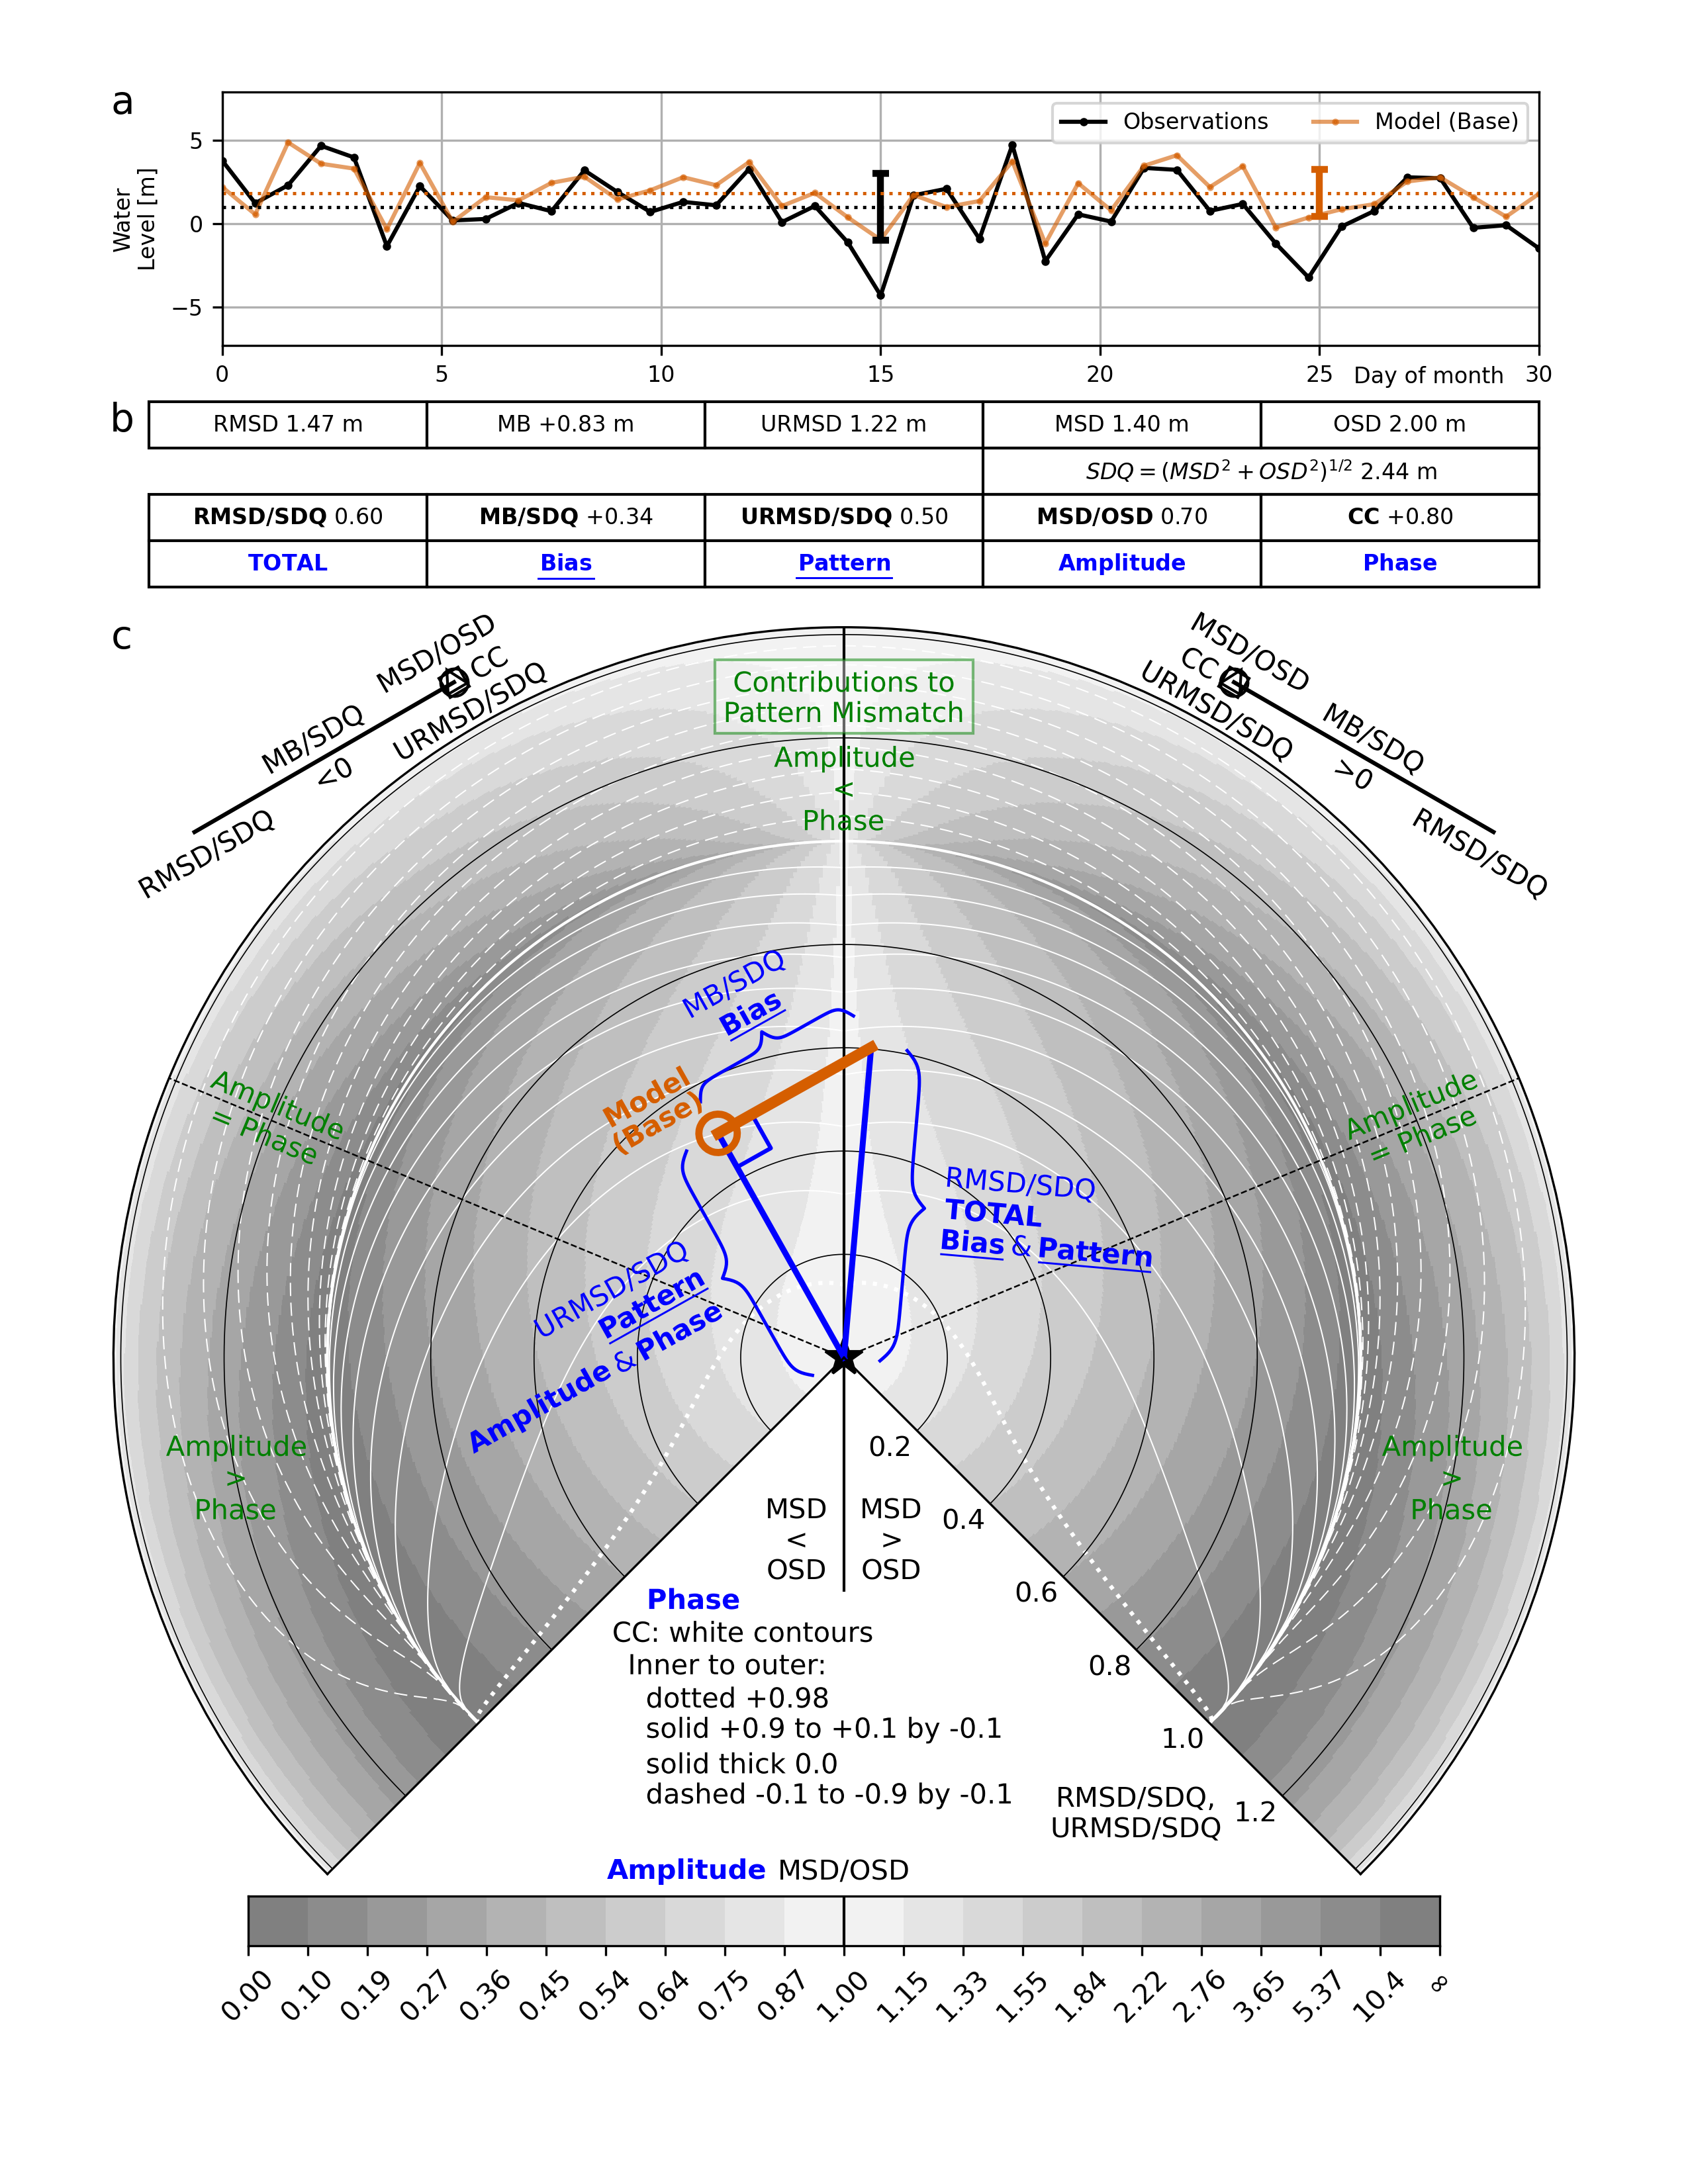 a
Observations
Model (Base)
Water
Level [m]
5
0
−5
0
5
10
15
20
25
Day of month
30
b
RMSD 1.47 m
MB +0.83 m
URMSD 1.22 m
MSD 1.40 m
OSD 2.00 m
SDQ = (MSD² + OSD²)^1/2 2.44 m
RMSD/SDQ 0.60
MB/SDQ +0.34
URMSD/SDQ 0.50
MSD/OSD 0.70
CC +0.80
TOTAL
Bias
Pattern
Amplitude
Phase
c
MSD/OSD
CC
URMSD/SDQ
MB/SDQ
<0
RMSD/SDQ
MSD/OSD
CC
URMSD/SDQ
MB/SDQ
>0
RMSD/SDQ
Contributions to
Pattern Mismatch
Amplitude
<
Phase
MB/SDQ
Bias
Model
(Base)
Amplitude
= Phase
Amplitude
= Phase
RMSD/SDQ
TOTAL
Bias & Pattern
URMSD/SDQ
Pattern
Amplitude & Phase
Amplitude
>
Phase
Amplitude
>
Phase
MSD
<
OSD
MSD
>
OSD
0.2
0.4
0.6
0.8
1.0
1.2
Phase
CC: white contours
Inner to outer:
dotted +0.98
solid +0.9 to +0.1 by -0.1
solid thick 0.0
dashed -0.1 to -0.9 by -0.1
RMSD/SDQ,
URMSD/SDQ
Amplitude MSD/OSD
0.00
0.10
0.19
0.27
0.36
0.45
0.54
0.64
0.75
0.87
1.00
1.15
1.33
1.55
1.84
2.22
2.76
3.65
5.37
10.4
∞